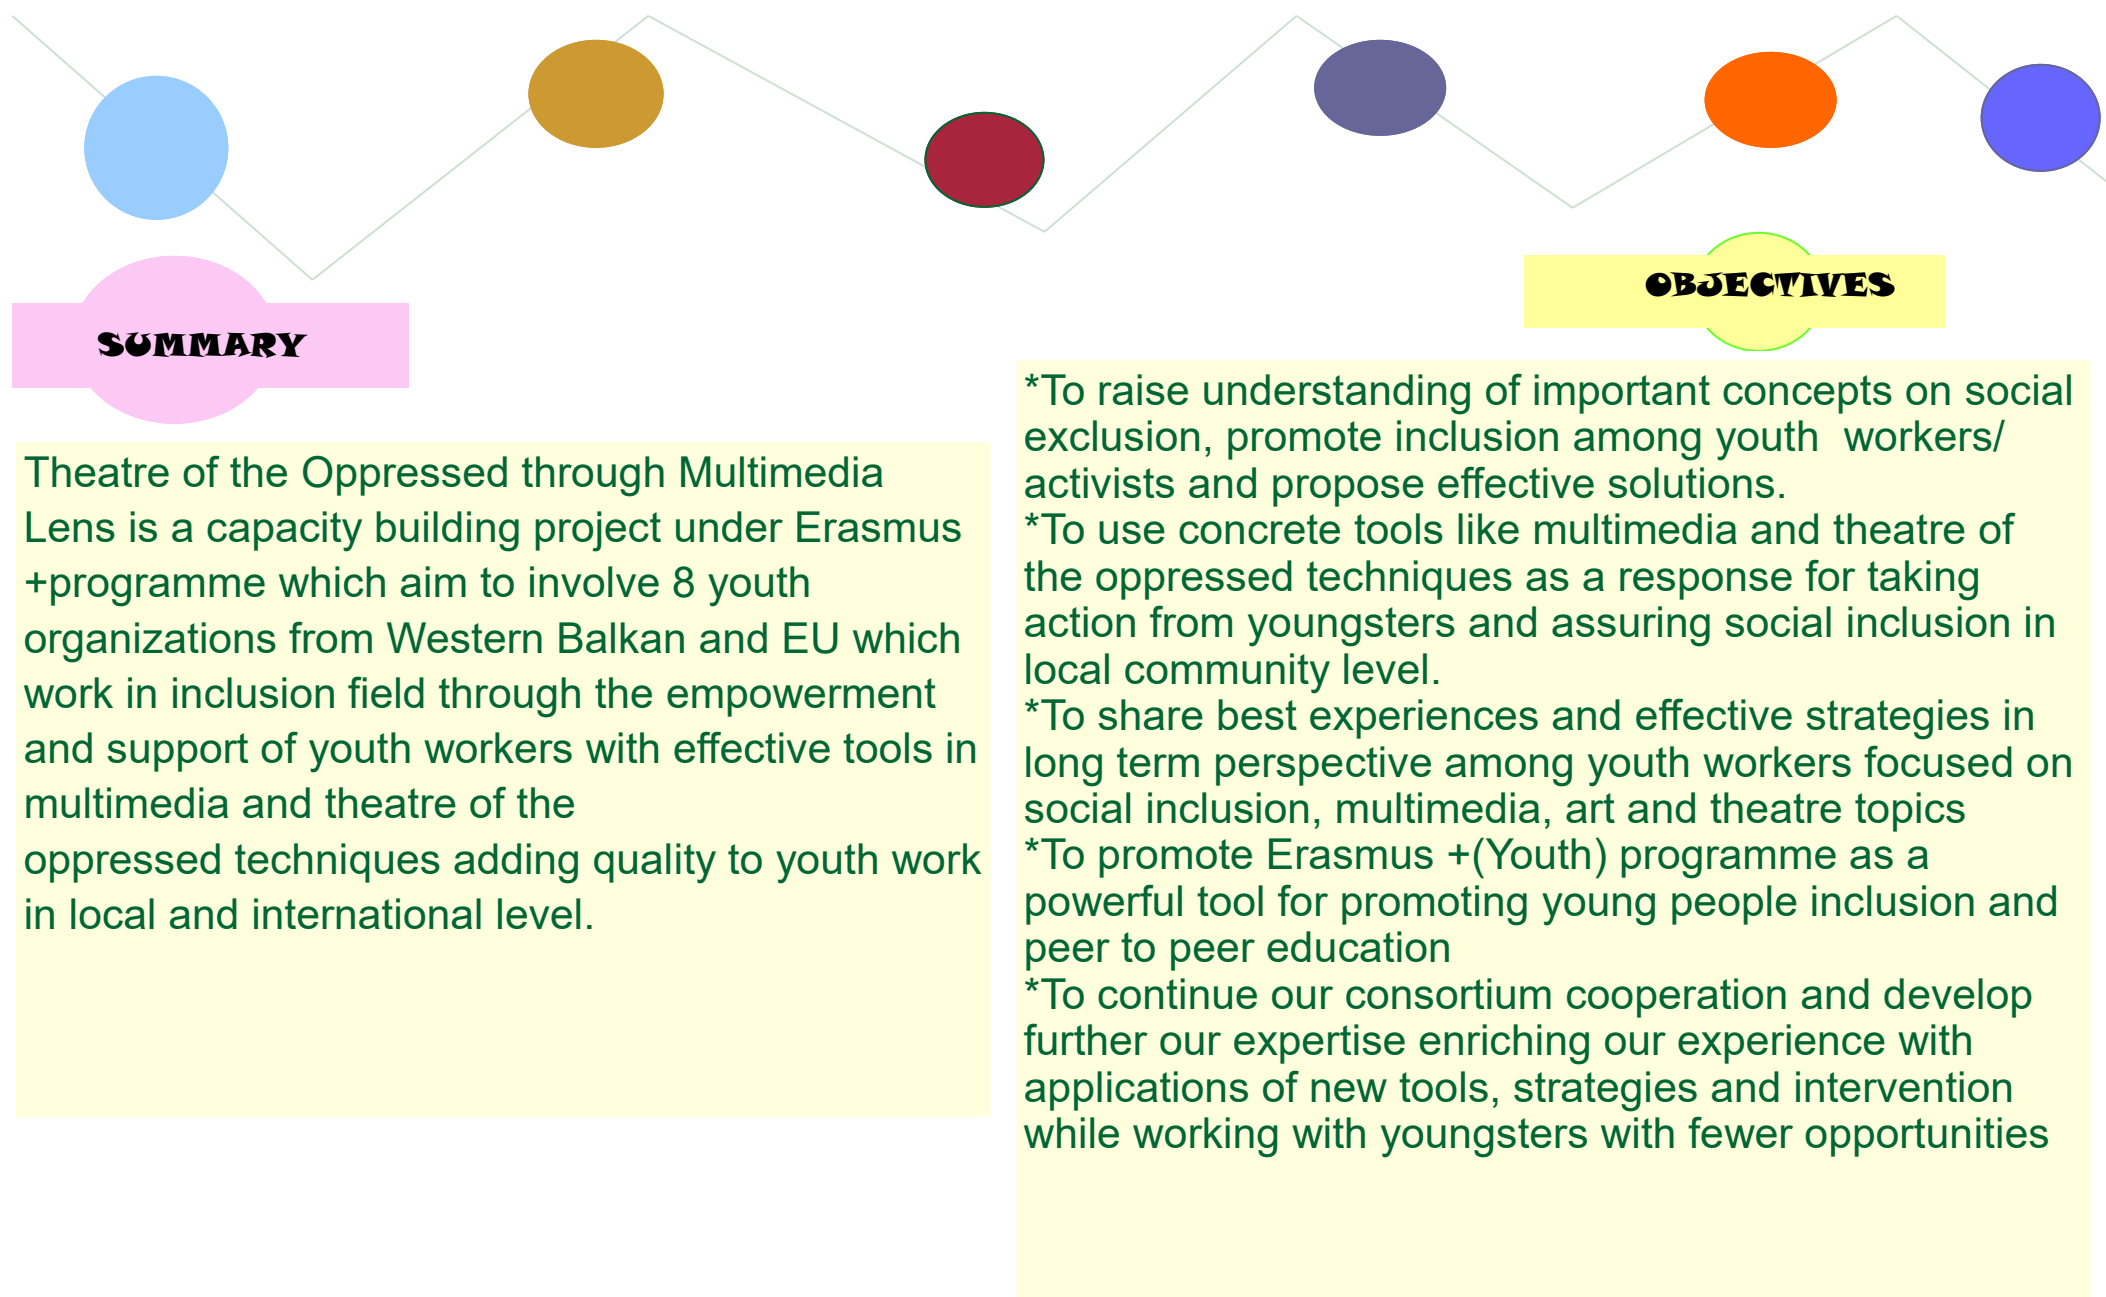 SUMMARY
Theatre of the Oppressed through Multimedia
Lens is a capacity building project under Erasmus
+programme which aim to involve 8 youth
organizations from Western Balkan and EU which
work in inclusion field through the empowerment
and support of youth workers with effective tools in
multimedia and theatre of the
oppressed techniques adding quality to youth work
in local and international level.
OBJECTIVES
*To raise understanding of important concepts on social
exclusion, promote inclusion among youth  workers/
activists and propose effective solutions.
*To use concrete tools like multimedia and theatre of
the oppressed techniques as a response for taking
action from youngsters and assuring social inclusion in
local community level.
*To share best experiences and effective strategies in
long term perspective among youth workers focused on
social inclusion, multimedia, art and theatre topics
*To promote Erasmus +(Youth) programme as a
powerful tool for promoting young people inclusion and
peer to peer education
*To continue our consortium cooperation and develop
further our expertise enriching our experience with
applications of new tools, strategies and intervention
while working with youngsters with fewer opportunities